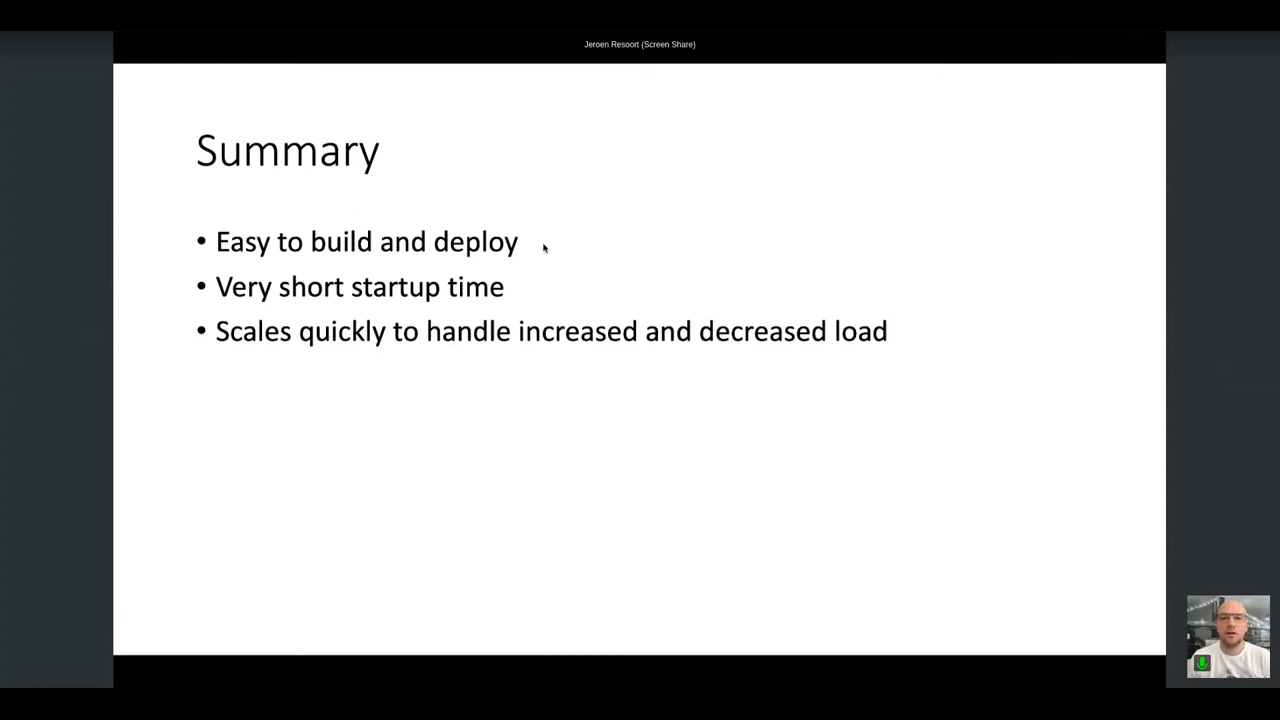 Jeroen Resoort (Screen Share)
Summary
• Easy to build and deploy
• Very short startup time
• Scales quickly to handle increased and decreased load